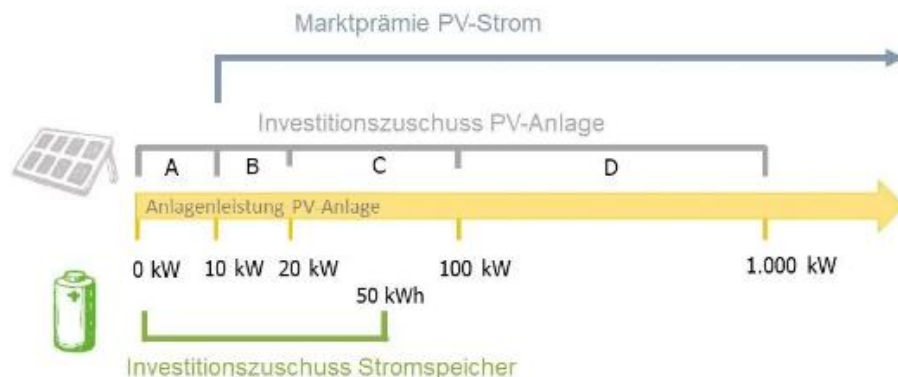 Marktprämie PV-Strom
Investitionszuschuss PV-Anlage
A B C D
Anlagenleistung PV-Anlage
0 kW 10 kW 20 kW 100 kW 1.000 kW
50 kWh
Investitionszuschuss Stromspeicher